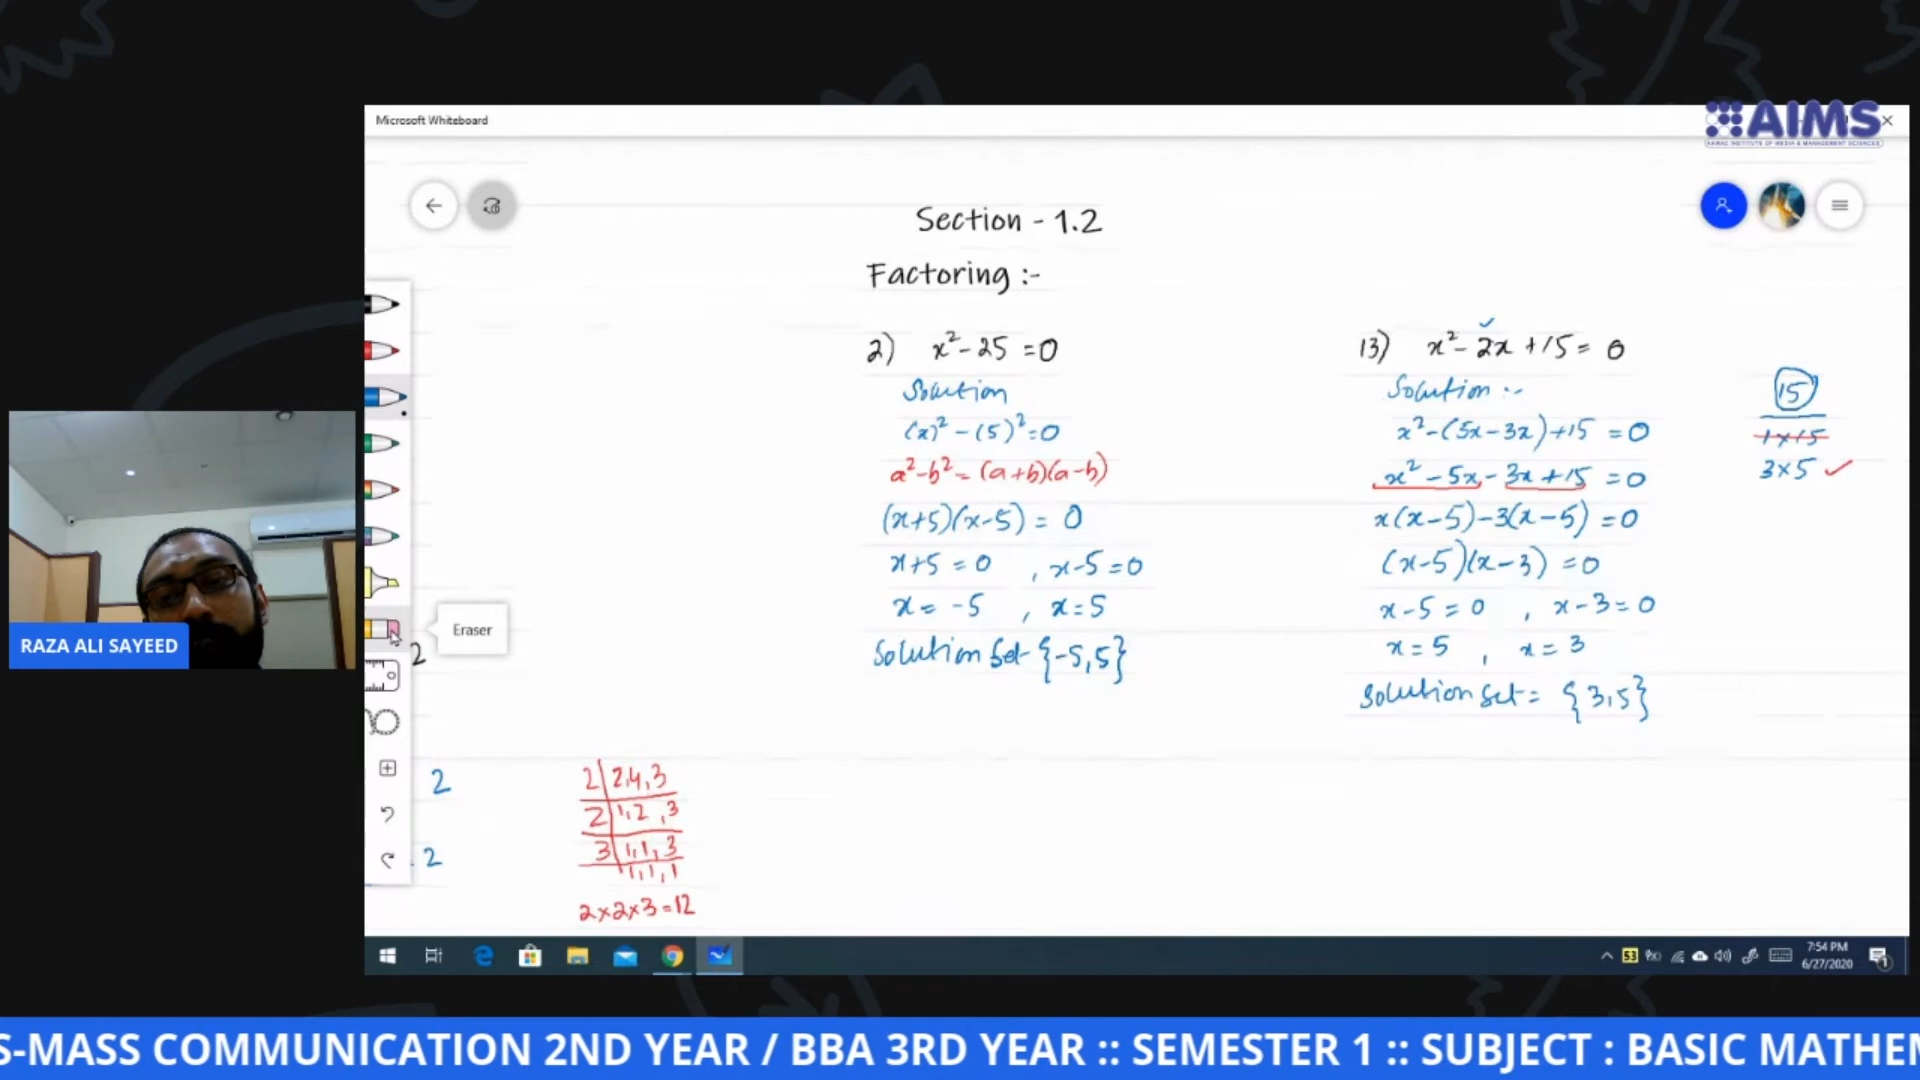 Microsoft Whiteboard
AIMS
Section - 1.2
Factoring :-
2) x² - 25 = 0
Solution
(x)² - (5)² = 0
a² - b² = (a+b)(a-b)
(x+5)(x-5) = 0
x+5 = 0 , x-5 = 0
x = -5 , x = 5
Solution Set {-5, 5}
13) x² - 2x + 15 = 0
Solution :-
x² - (5x - 3x) + 15 = 0
x² - 5x - 3x + 15 = 0
x(x-5) - 3(x-5) = 0
(x-5)(x-3) = 0
x-5 = 0 , x-3 = 0
x = 5 , x = 3
Solution Set = {3, 5}
15
1 x 15
3 x 5 ✓
Eraser
2
2
2
2 | 2, 4, 3
2 | 1, 2, 3
3 | 1, 1, 3
1, 1, 1
2 x 2 x 3 = 12
RAZA ALI SAYEED
53
7:54 PM
6/27/2020
S-MASS COMMUNICATION 2ND YEAR / BBA 3RD YEAR :: SEMESTER 1 :: SUBJECT : BASIC MATHEM